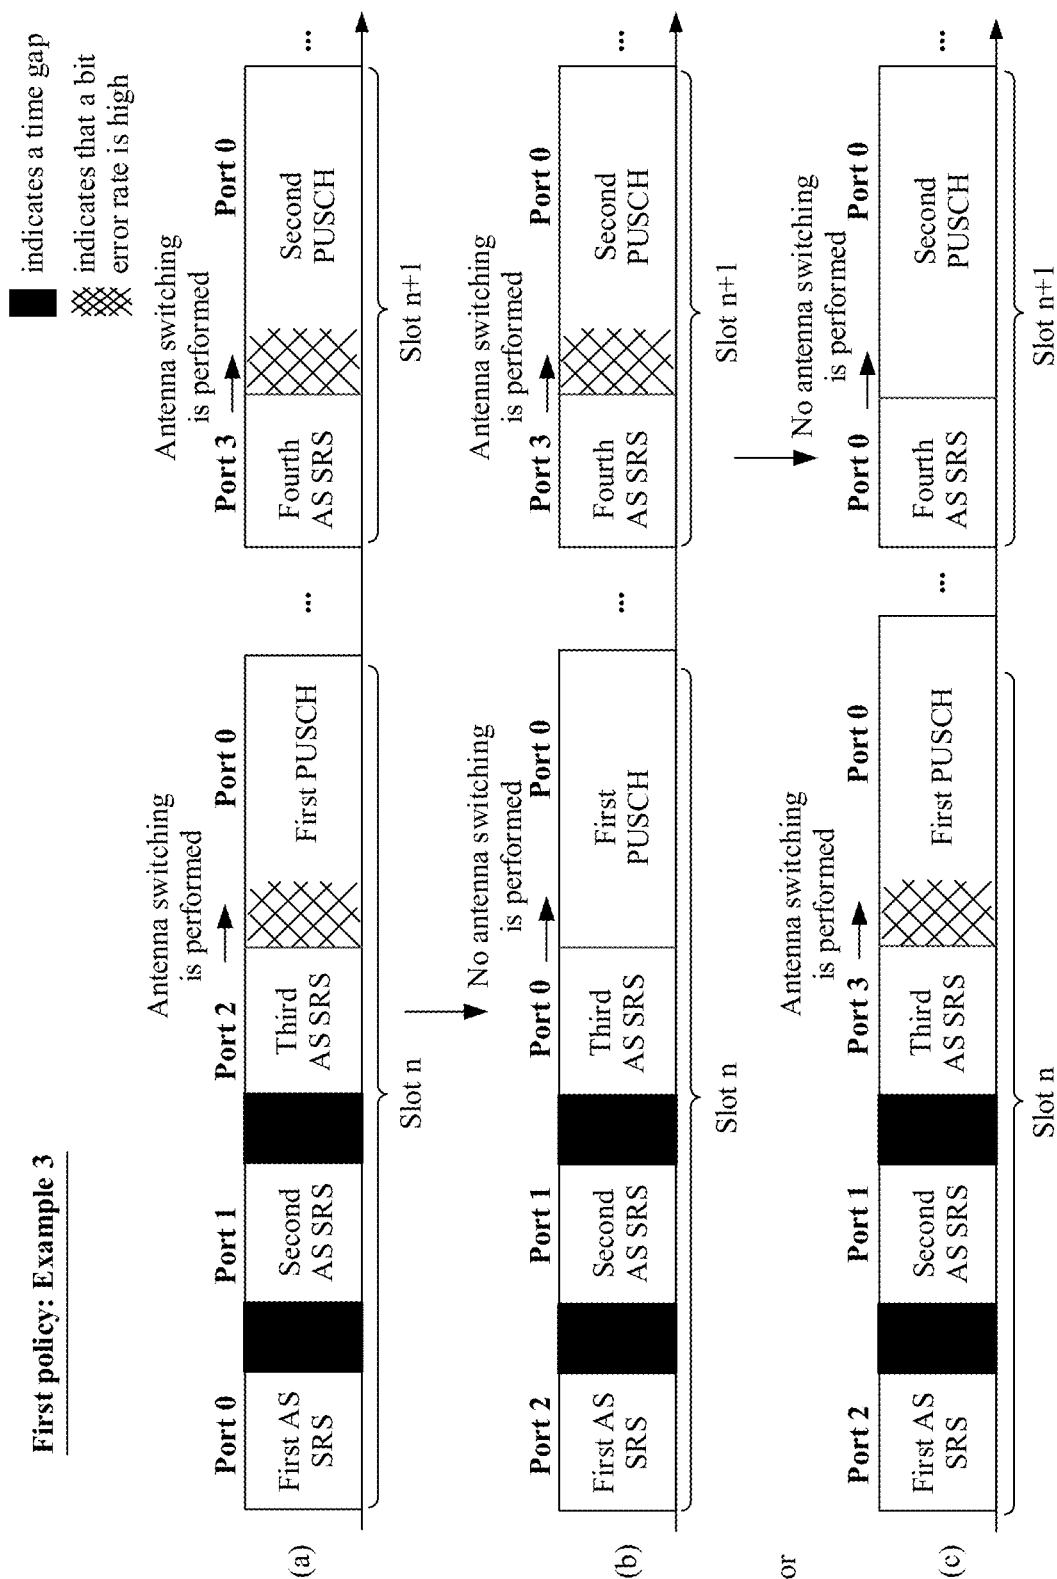 First policy: Example 3
indicates a time gap
indicates that a bit
error rate is high
Antenna switching
is performed
Antenna switching
is performed
Port 0
Port 1
Port 2
Port 0
Port 3
Port 0
First AS
SRS
Second
AS SRS
Third
AS SRS
First PUSCH
...
Fourth
AS SRS
Second
PUSCH
...
(a)
Slot n
Slot n+1
No antenna switching
is performed
Antenna switching
is performed
Port 2
Port 1
Port 0
Port 0
Port 3
Port 0
First AS
SRS
Second
AS SRS
Third
AS SRS
First
PUSCH
...
Fourth
AS SRS
Second
PUSCH
...
(b)
Slot n
Slot n+1
or
Antenna switching
is performed
No antenna switching
is performed
Port 2
Port 1
Port 3
Port 0
Port 0
Port 0
First AS
SRS
Second
AS SRS
Third
AS SRS
First PUSCH
...
Fourth
AS SRS
Second
PUSCH
...
(c)
Slot n
Slot n+1